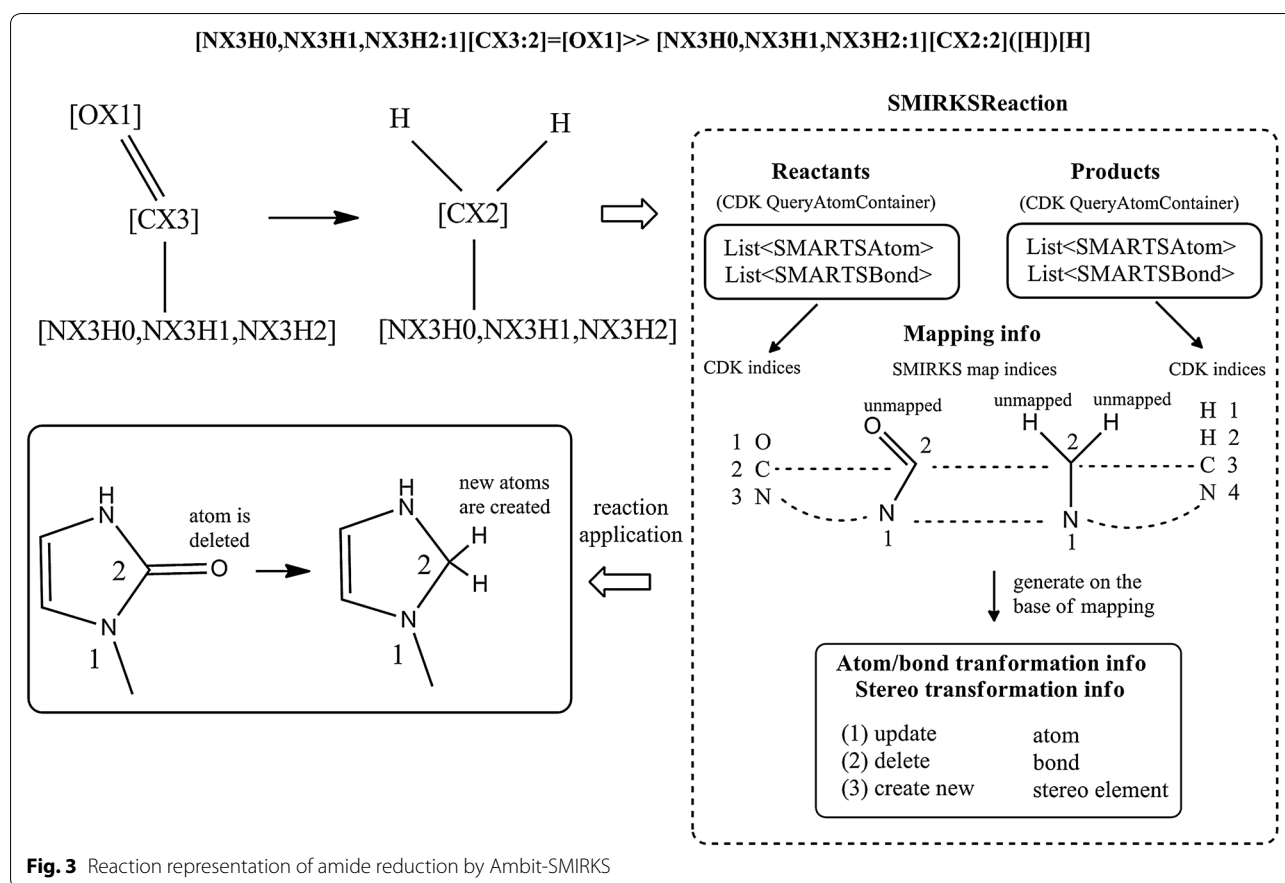 [NX3H0,NX3H1,NX3H2:1][CX3:2]=[OX1]>> [NX3H0,NX3H1,NX3H2:1][CX2:2]([H])[H]
[OX1]
[CX3]
[NX3H0,NX3H1,NX3H2]
H
H
[CX2]
[NX3H0,NX3H1,NX3H2]
SMIRKSReaction
Reactants
(CDK QueryAtomContainer)
List<SMARTSAtom>
List<SMARTSBond>
Products
(CDK QueryAtomContainer)
List<SMARTSAtom>
List<SMARTSBond>
Mapping info
CDK indices
SMIRKS map indices
CDK indices
unmapped
unmapped
unmapped
1 O
2 C
3 N
O
2
N
1
H
H
2
N
1
H 1
H 2
C 3
N 4
generate on the
base of mapping
Atom/bond tranformation info
Stereo transformation info
(1) update atom
(2) delete bond
(3) create new stereo element
reaction
application
H
N
2
O
N
1
atom is
deleted
H
N
new atoms
are created
2
H
H
N
1
Fig. 3 Reaction representation of amide reduction by Ambit-SMIRKS